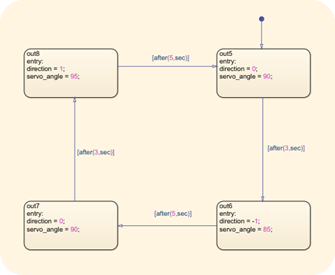 out8
entry:
direction = 1;
servo_angle = 95;
[after(5,sec)]
out5
entry:
direction = 0;
servo_angle = 90;
[after(3,sec)]
[after(3,sec)]
out7
entry:
direction = 0;
servo_angle = 90;
[after(5,sec)]
out6
entry:
direction = -1;
servo_angle = 85;